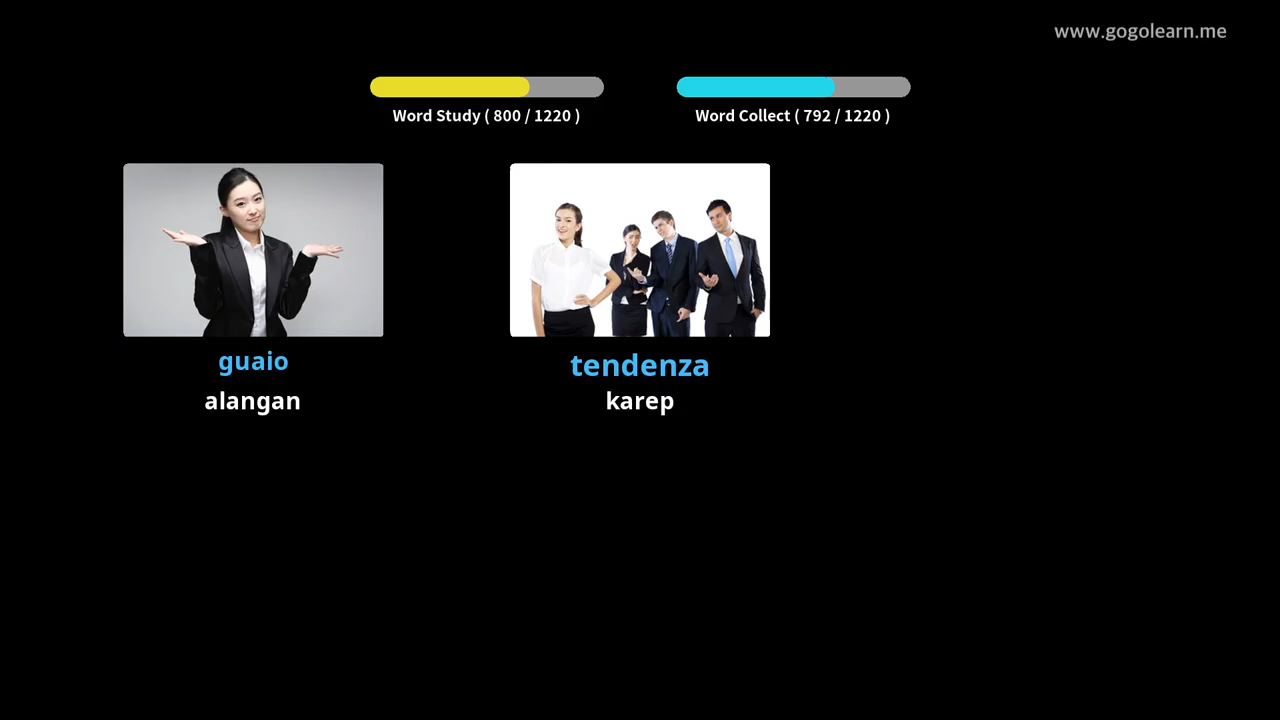 www.gogolearn.me
Word Study ( 800 / 1220 )
Word Collect ( 792 / 1220 )
guaio
alangan
tendenza
karep